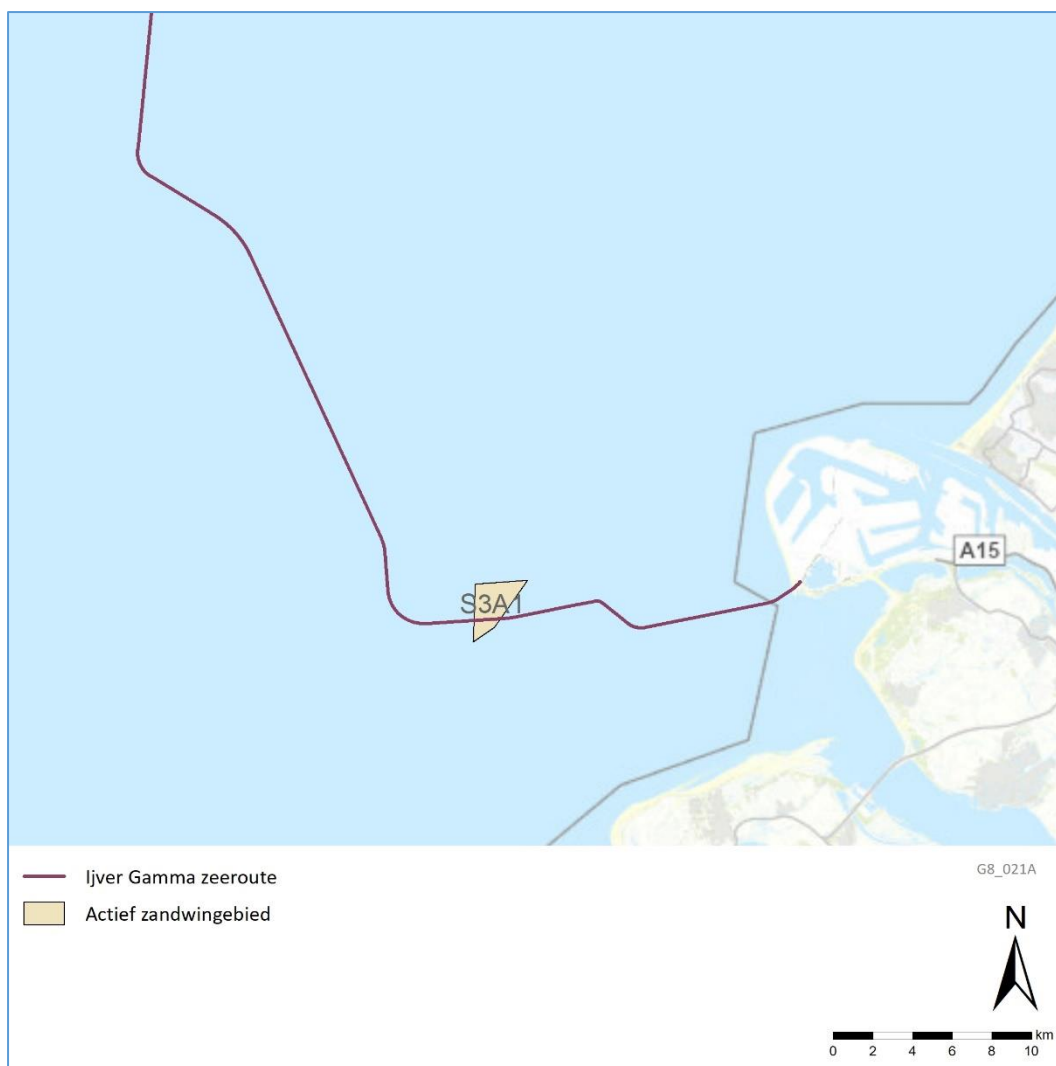 S3A1
A15
G8_021A
Ijver Gamma zeeroute
Actief zandwingebied
N
km
0 2 4 6 8 10